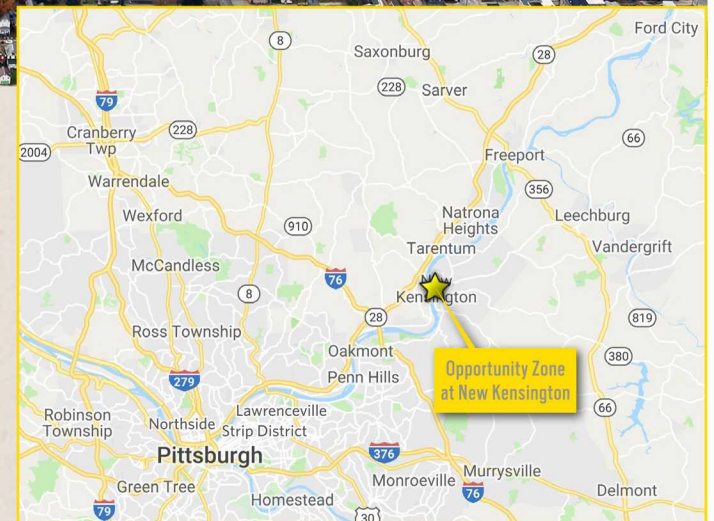 Ford City
8
Saxonburg
28
228
Sarver
79
Cranberry
Twp
228
66
2004
Freeport
Warrendale
356
Wexford
Natrona
Heights
Leechburg
910
Tarentum
Vandergrift
McCandless
76
New
Kensington
8
28
819
Ross Township
Oakmont
380
Opportunity Zone
at New Kensington
Penn Hills
279
66
Robinson
Township
Lawrenceville
Northside
Strip District
Pittsburgh
376
Murrysville
Monroeville
76
Delmont
Green Tree
Homestead
79
30